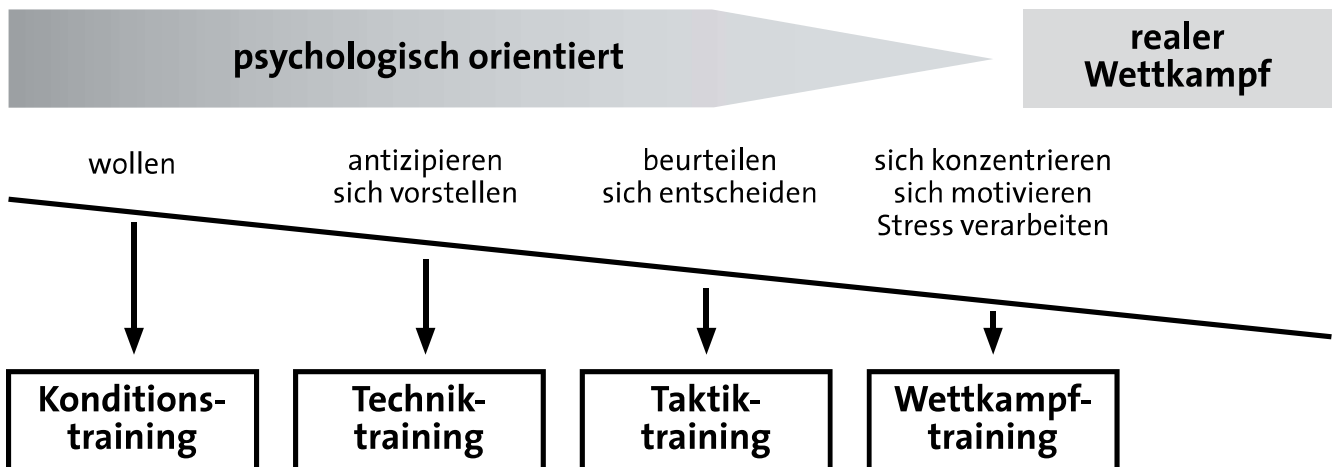 psychologisch orientiert
realer
Wettkampf
wollen
antizipieren
sich vorstellen
beurteilen
sich entscheiden
sich konzentrieren
sich motivieren
Stress verarbeiten
Konditions-
training
Technik-
training
Taktik-
training
Wettkampf-
training